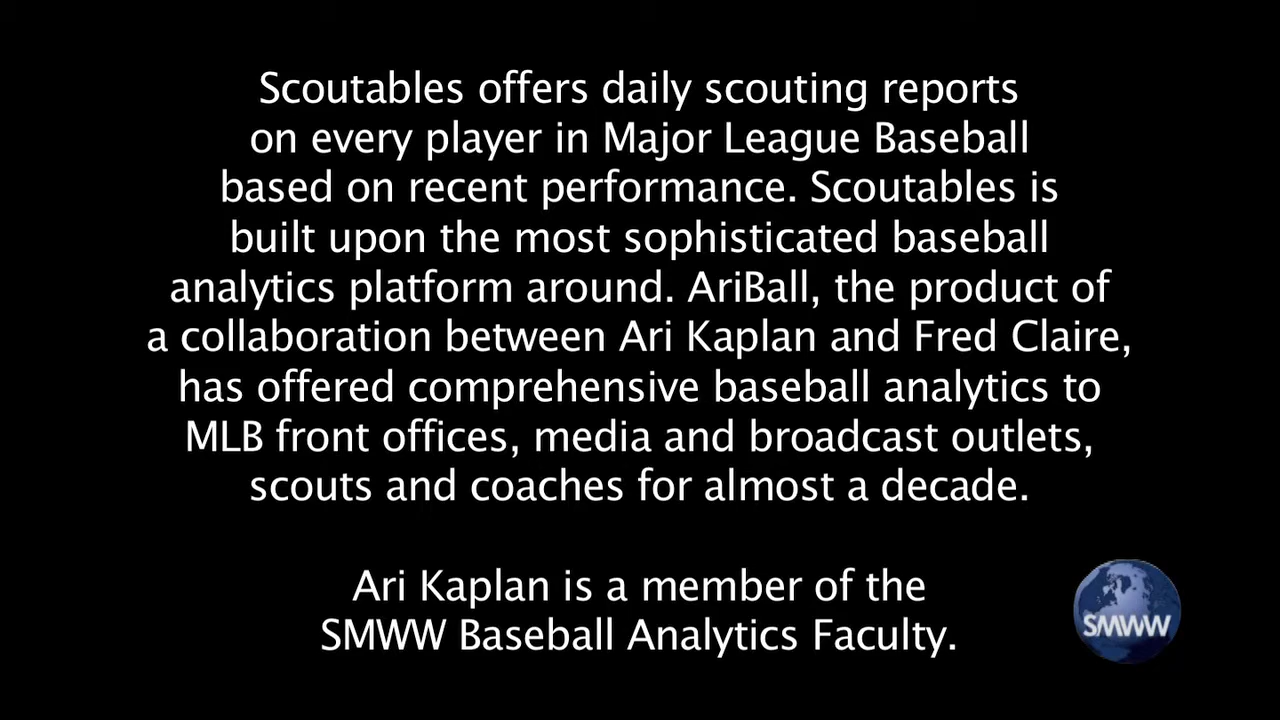 Scoutables offers daily scouting reports
on every player in Major League Baseball
based on recent performance. Scoutables is
built upon the most sophisticated baseball
analytics platform around. AriBall, the product of
a collaboration between Ari Kaplan and Fred Claire,
has offered comprehensive baseball analytics to
MLB front offices, media and broadcast outlets,
scouts and coaches for almost a decade.
Ari Kaplan is a member of the
SMWW Baseball Analytics Faculty.
SMWW